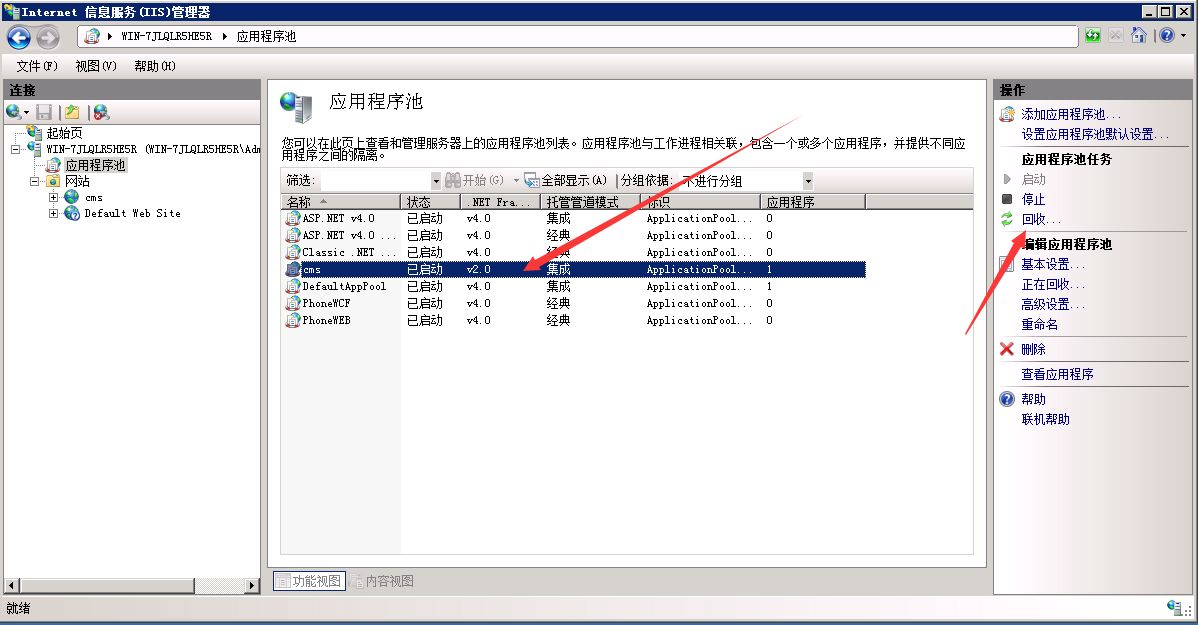 Internet 信息服务(IIS)管理器
WIN-7JLQLR5HE5R 应用程序池
文件(F) 视图(V) 帮助(H)
连接
起始页
WIN-7JLQLR5HE5R (WIN-7JLQLR5HE5R\Adm
应用程序池
网站
cms
Default Web Site
应用程序池
您可以在此页上查看和管理服务器上的应用程序池列表。应用程序池与工作进程相关联，包含一个或多个应用程序，并提供不同应
用程序之间的隔离。
筛选: 开始(G) 全部显示(A) 分组依据: 不进行分组
名称 状态 .NET Fra... 托管管道模式 标识 应用程序
ASP.NET v4.0 已启动 v4.0 集成 ApplicationPool... 0
ASP.NET v4.0 ... 已启动 v4.0 经典 ApplicationPool... 0
Classic .NET ... 已启动 v4.0 经典 ApplicationPool... 0
cms 已启动 v2.0 集成 ApplicationPool... 1
DefaultAppPool 已启动 v4.0 集成 ApplicationPool... 1
PhoneWCF 已启动 v4.0 经典 ApplicationPool... 0
PhoneWEB 已启动 v4.0 经典 ApplicationPool... 0
功能视图 内容视图
操作
添加应用程序池...
设置应用程序池默认设置...
应用程序池任务
启动
停止
回收...
编辑应用程序池
基本设置...
正在回收...
高级设置...
重命名
删除
查看应用程序
帮助
联机帮助
就绪